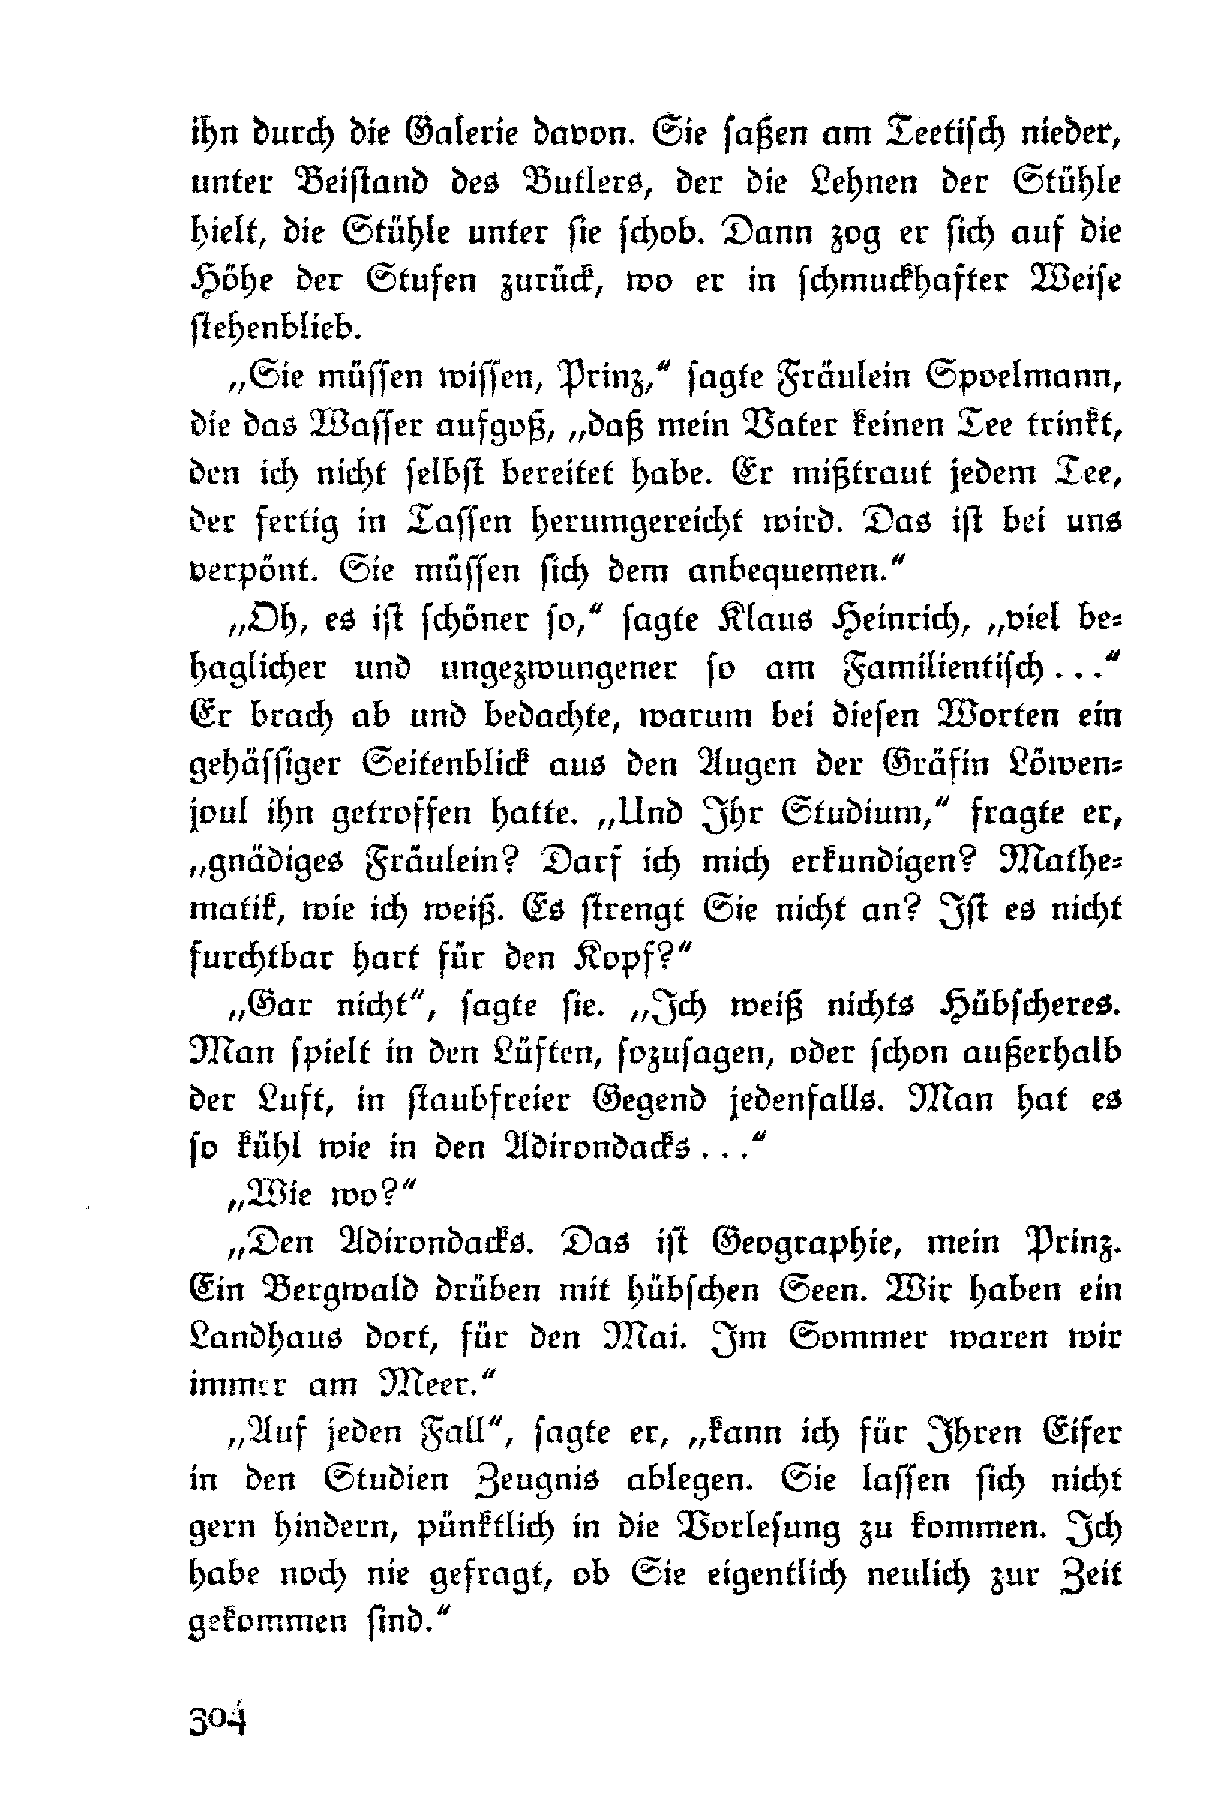 ihn durch die Galerie davon. Sie saßen am Teetisch nieder,
unter Beistand des Butlers, der die Lehnen der Stühle
hielt, die Stühle unter sie schob. Dann zog er sich auf die
Höhe der Stufen zurück, wo er in schmuckhafter Weise
stehenblieb.
„Sie müssen wissen, Prinz,“ sagte Fräulein Spoelmann,
die das Wasser aufgoß, „daß mein Vater keinen Tee trinkt,
den ich nicht selbst bereitet habe. Er mißtraut jedem Tee,
der fertig in Tassen herumgereicht wird. Das ist bei uns
verpönt. Sie müssen sich dem anbequemen.“
„Oh, es ist schöner so,“ sagte Klaus Heinrich, „viel be-
haglicher und ungezwungener so am Familientisch . . .“
Er brach ab und bedachte, warum bei diesen Worten ein
gehässiger Seitenblick aus den Augen der Gräfin Löwen-
joul ihn getroffen hatte. „Und Ihr Studium,“ fragte er,
„gnädiges Fräulein? Darf ich mich erkundigen? Mathe-
matik, wie ich weiß. Es strengt Sie nicht an? Ist es nicht
furchtbar hart für den Kopf?“
„Gar nicht“, sagte sie. „Ich weiß nichts Hübscheres.
Man spielt in den Lüften, sozusagen, oder schon außerhalb
der Luft, in staubfreier Gegend jedenfalls. Man hat es
so kühl wie in den Adirondacks . . .“
„Wie wo?“
„Den Adirondacks. Das ist Geographie, mein Prinz.
Ein Bergwald drüben mit hübschen Seen. Wir haben ein
Landhaus dort, für den Mai. Im Sommer waren wir
immer am Meer.“
„Auf jeden Fall“, sagte er, „kann ich für Ihren Eifer
in den Studien Zeugnis ablegen. Sie lassen sich nicht
gern hindern, pünktlich in die Vorlesung zu kommen. Ich
habe noch nie gefragt, ob Sie eigentlich neulich zur Zeit
gekommen sind.“
304